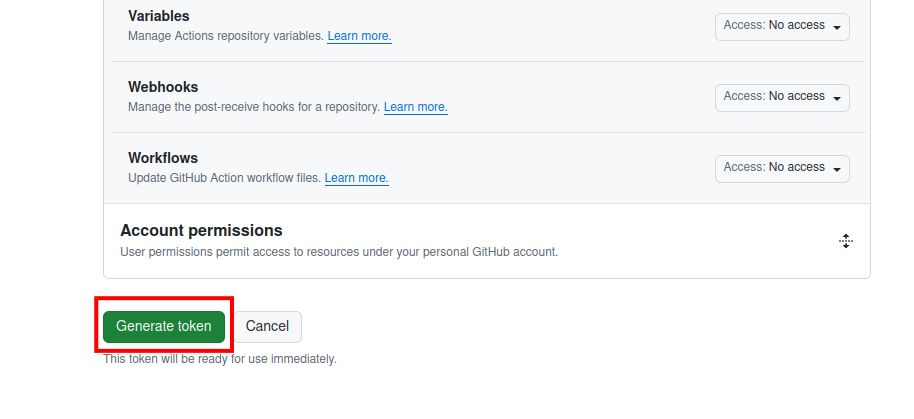 Variables
Manage Actions repository variables. Learn more.
Access: No access
Webhooks
Manage the post-receive hooks for a repository. Learn more.
Access: No access
Workflows
Update GitHub Action workflow files. Learn more.
Access: No access
Account permissions
User permissions permit access to resources under your personal GitHub account.
Generate token
Cancel
This token will be ready for use immediately.